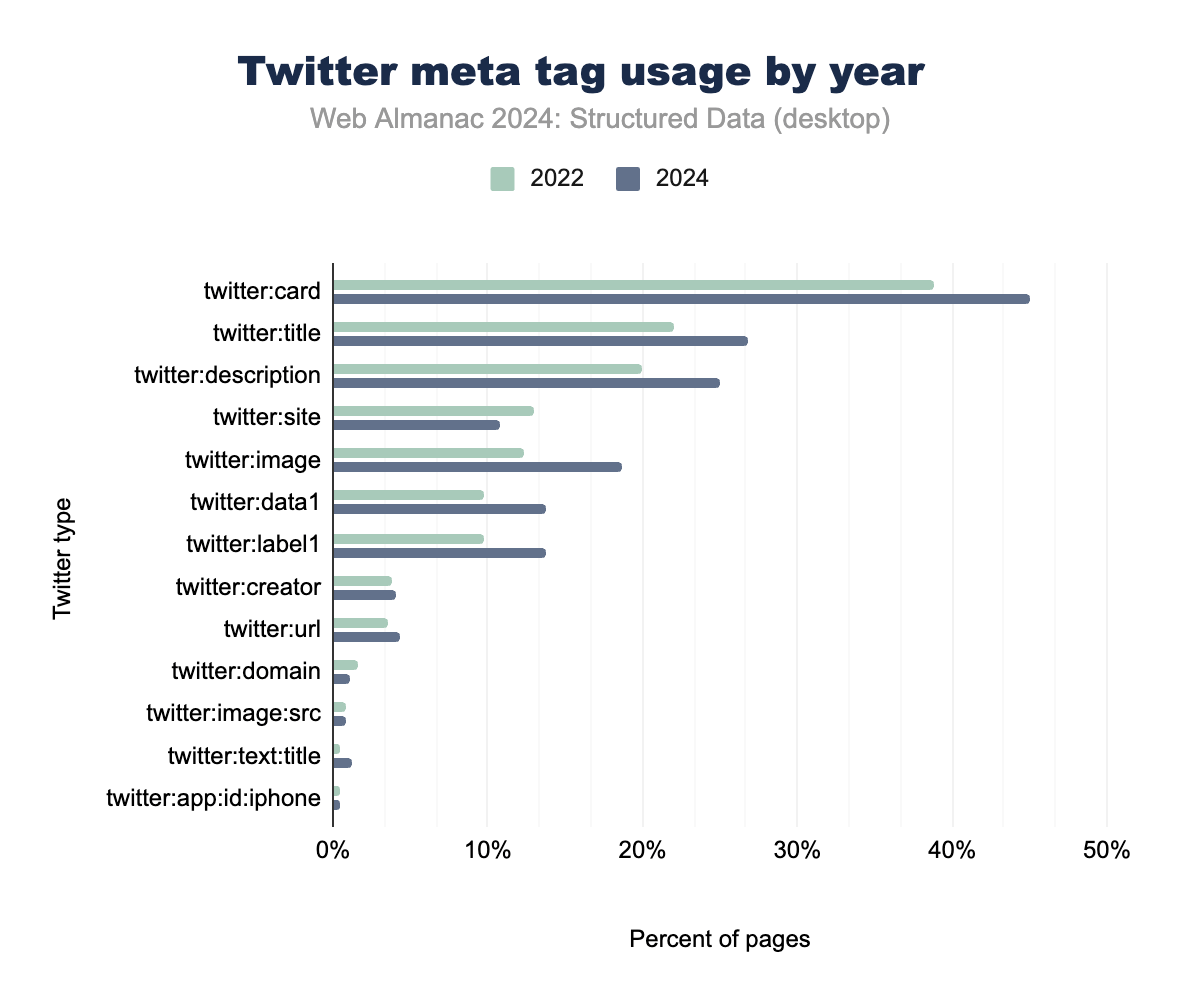 Twitter meta tag usage by year
Web Almanac 2024: Structured Data (desktop)
2022 2024
Twitter type
twitter:card
twitter:title
twitter:description
twitter:site
twitter:image
twitter:data1
twitter:label1
twitter:creator
twitter:url
twitter:domain
twitter:image:src
twitter:text:title
twitter:app:id:iphone
0% 10% 20% 30% 40% 50%
Percent of pages